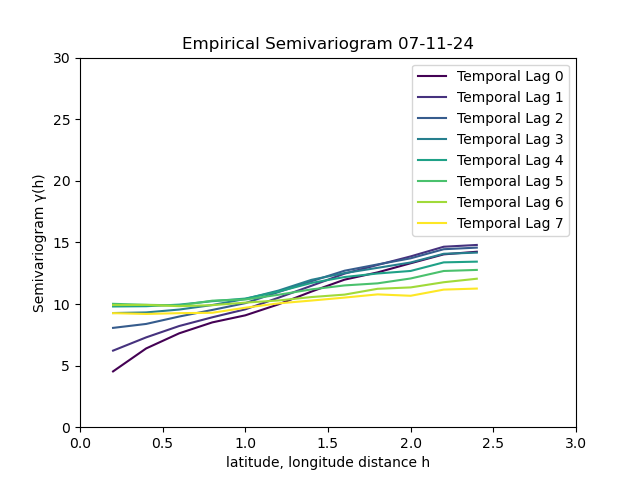 Empirical Semivariogram 07-11-24
30
25
20
15
10
5
0
Semivariogram γ(h)
Temporal Lag 0
Temporal Lag 1
Temporal Lag 2
Temporal Lag 3
Temporal Lag 4
Temporal Lag 5
Temporal Lag 6
Temporal Lag 7
0.0 0.5 1.0 1.5 2.0 2.5 3.0
latitude, longitude distance h